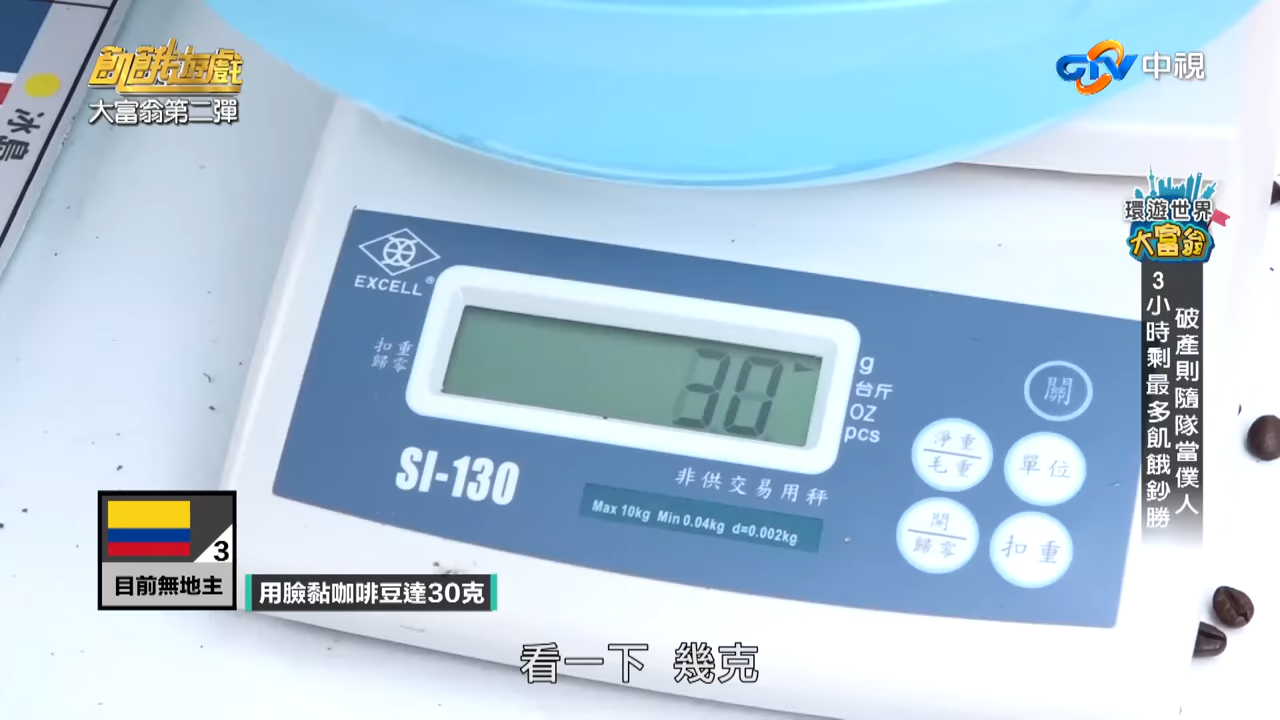 飢餓遊戲
大富翁第二彈
CTV中視
冰島
環遊世界
大富翁
破產則隨隊當僕人
3小時剩最多飢餓鈔勝
EXCELL®
扣重
歸零
30
g
台斤
OZ
pcs
關
淨重
毛重
單位
開
歸零
扣重
SI-130
非供交易用秤
Max 10kg Min 0.04kg d=0.002kg
3
目前無地主
用臉黏咖啡豆達30克
看一下 幾克